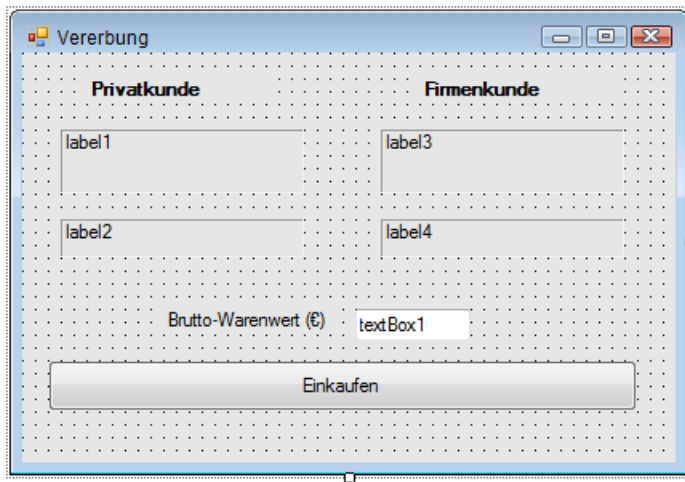 Vererbung
Privatkunde Firmenkunde
label1 label3
label2 label4
Brutto-Warenwert (€) textBox1
Einkaufen